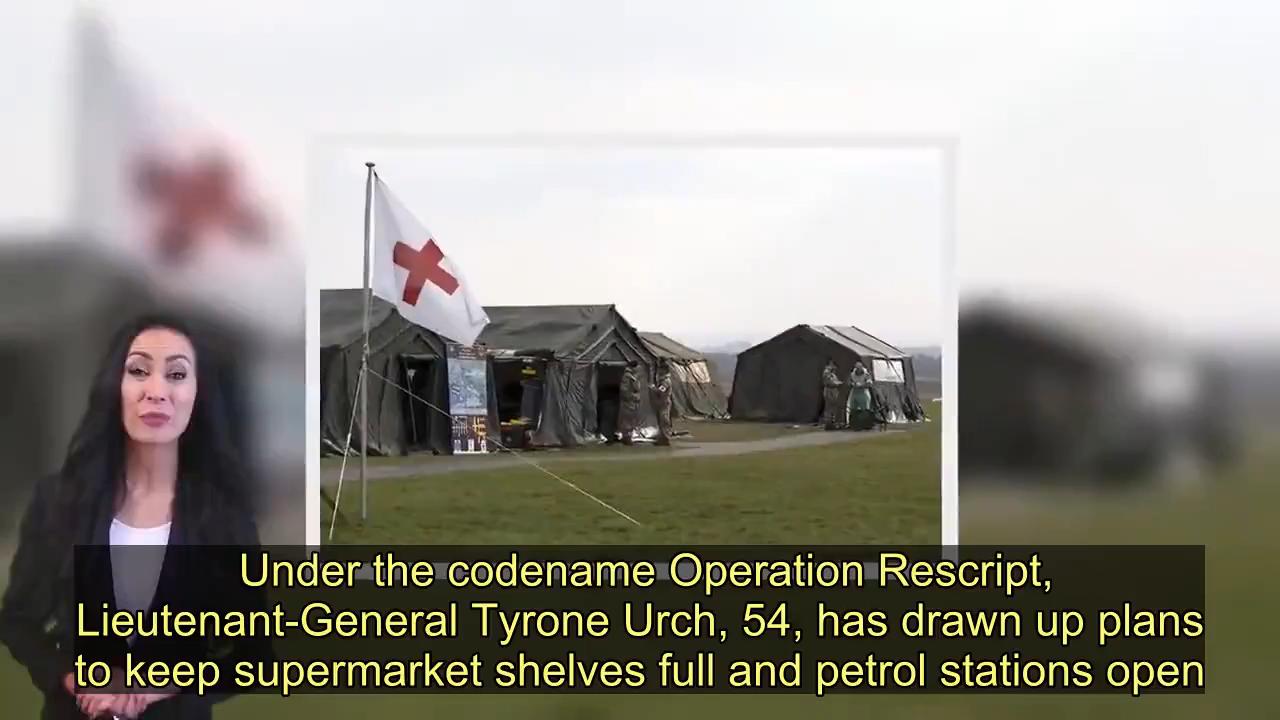 Under the codename Operation Rescript,
Lieutenant-General Tyrone Urch, 54, has drawn up plans
to keep supermarket shelves full and petrol stations open